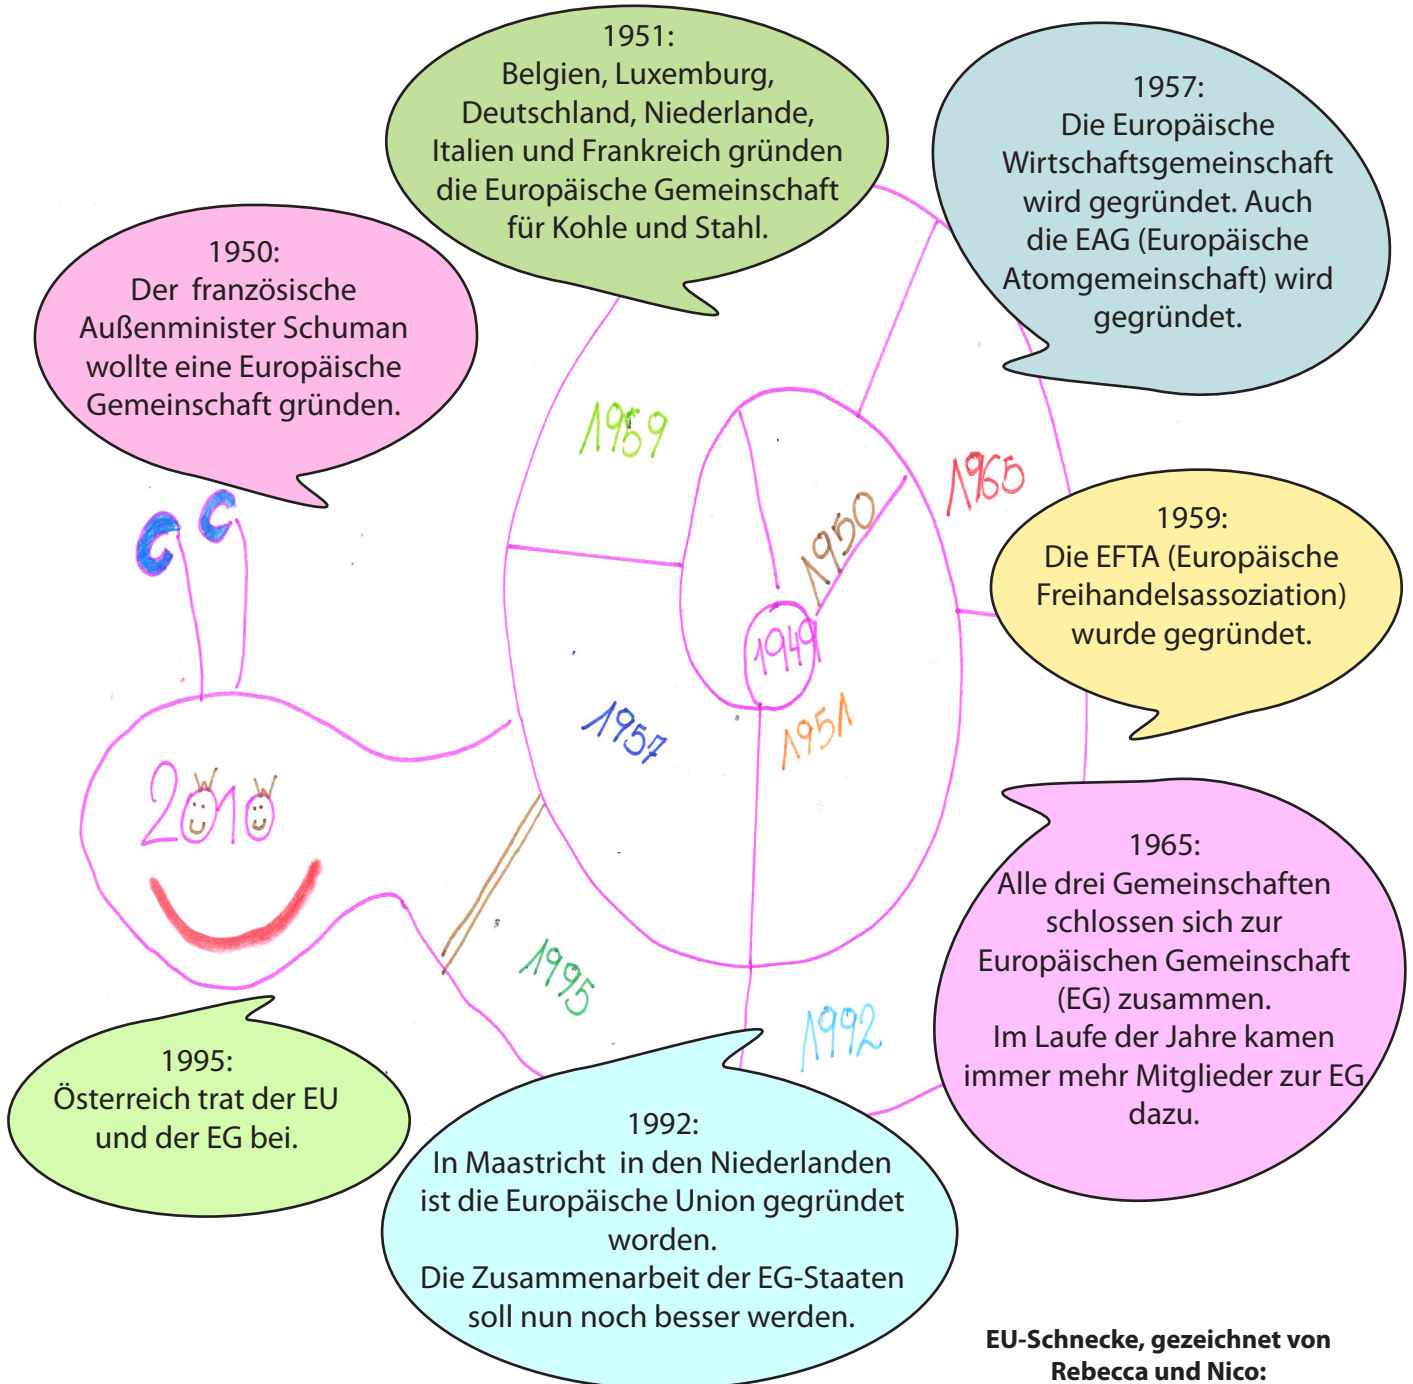 1951:
Belgien, Luxemburg,
Deutschland, Niederlande,
Italien und Frankreich gründen
die Europäische Gemeinschaft
für Kohle und Stahl.
1957:
Die Europäische
Wirtschaftsgemeinschaft
wird gegründet. Auch
die EAG (Europäische
Atomgemeinschaft) wird
gegründet.
1950:
Der französische
Außenminister Schuman
wollte eine Europäische
Gemeinschaft gründen.
1959
1965
1950
1949
1957
1951
1959:
Die EFTA (Europäische
Freihandelsassoziation)
wurde gegründet.
2010
1965:
Alle drei Gemeinschaften
schlossen sich zur
Europäischen Gemeinschaft
(EG) zusammen.
Im Laufe der Jahre kamen
immer mehr Mitglieder zur EG
dazu.
1995
1992
1995:
Österreich trat der EU
und der EG bei.
1992:
In Maastricht in den Niederlanden
ist die Europäische Union gegründet
worden.
Die Zusammenarbeit der EG-Staaten
soll nun noch besser werden.
EU-Schnecke, gezeichnet von
Rebecca und Nico: